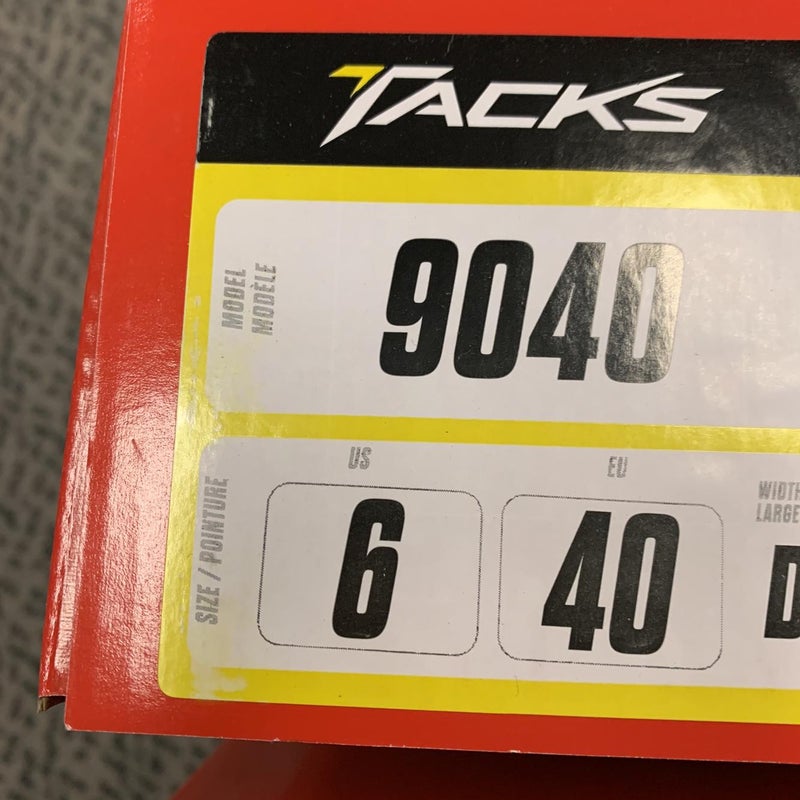 TACKS
MODEL
MODÈLE
9040
SIZE / POINTURE
US
6
EU
40
WIDTH
LARGE
D